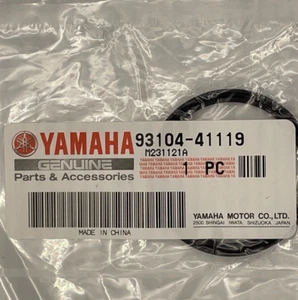 YAMAHA 93104-41119
GENUINE M231121A
Parts & Accessories 1 PC
YAMAHA MOTOR CO.,LTD.
MADE IN CHINA 2500 SHINGAI IWATA SHIZUOKA JAPAN